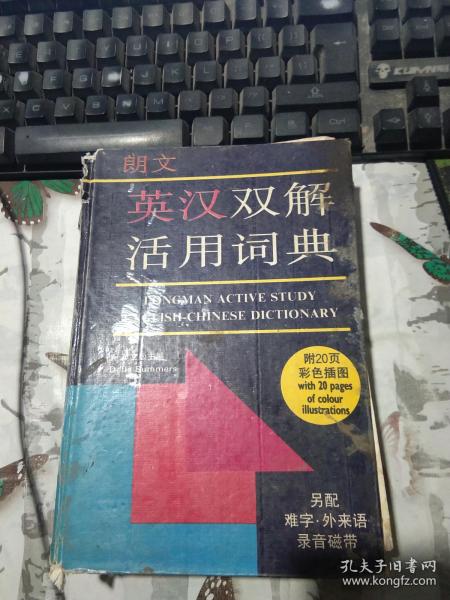 朗文
英汉双解
活用词典
LONGMAN ACTIVE STUDY
ENGLISH-CHINESE DICTIONARY
Della Summers
附20页
彩色插图
with 20 pages
of colour
illustrations
另配
难字·外来语
录音磁带
孔夫子旧书网
www.kongfz.com